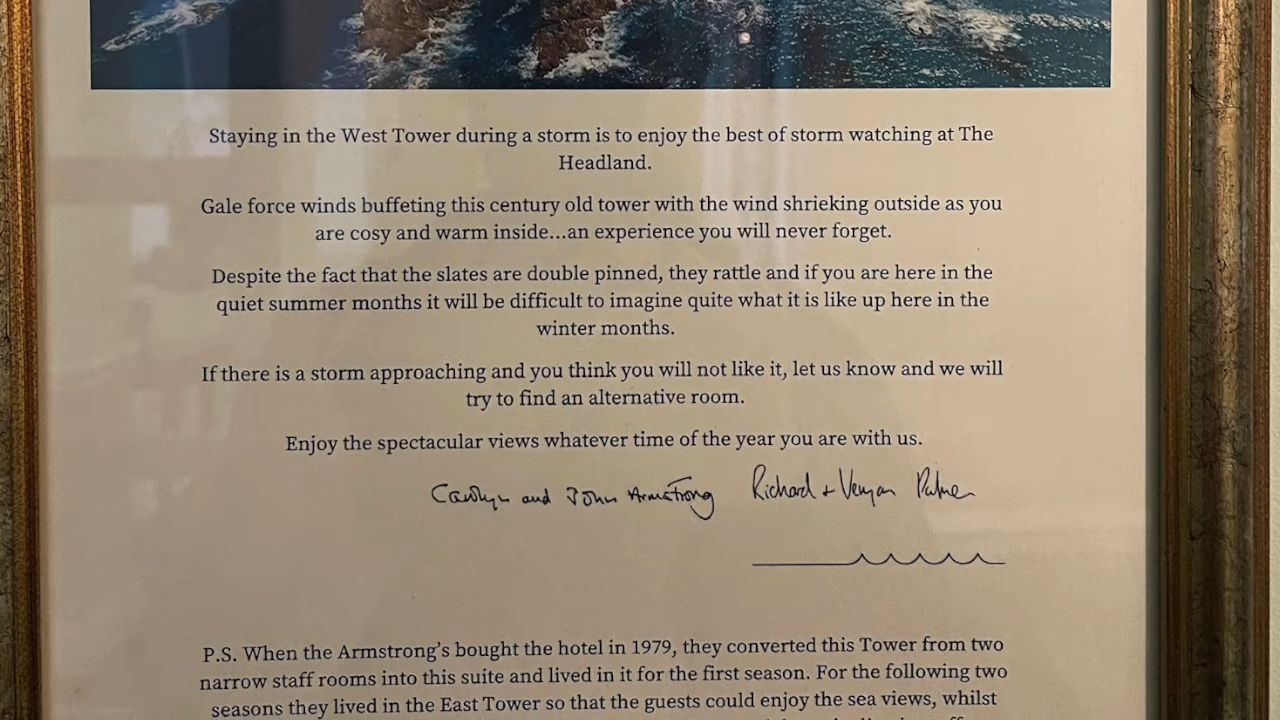 Staying in the West Tower during a storm is to enjoy the best of storm watching at The
Headland.
Gale force winds buffeting this century old tower with the wind shrieking outside as you
are cosy and warm inside...an experience you will never forget.
Despite the fact that the slates are double pinned, they rattle and if you are here in the
quiet summer months it will be difficult to imagine quite what it is like up here in the
winter months.
If there is a storm approaching and you think you will not like it, let us know and we will
try to find an alternative room.
Enjoy the spectacular views whatever time of the year you are with us.
Carolyn and John Armstrong Richard + Veryan Palmer
P.S. When the Armstrong's bought the hotel in 1979, they converted this Tower from two
narrow staff rooms into this suite and lived in it for the first season. For the following two
seasons they lived in the East Tower so that the guests could enjoy the sea views, whilst